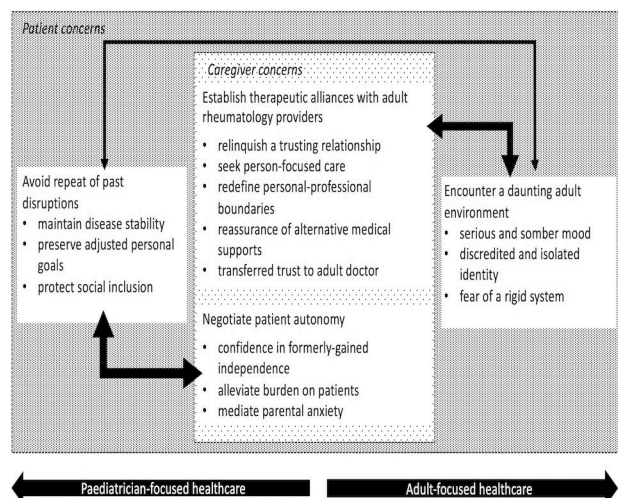 Patient concerns
Caregiver concerns
Establish therapeutic alliances with adult
rheumatology providers
• relinquish a trusting relationship
• seek person-focused care
• redefine personal-professional
boundaries
• reassurance of alternative medical
supports
• transferred trust to adult doctor
Avoid repeat of past
disruptions
• maintain disease stability
• preserve adjusted personal
goals
• protect social inclusion
Encounter a daunting adult
environment
• serious and somber mood
• discredited and isolated
identity
• fear of a rigid system
Negotiate patient autonomy
• confidence in formerly-gained
independence
• alleviate burden on patients
• mediate parental anxiety
Paediatrician-focused healthcare
Adult-focused healthcare